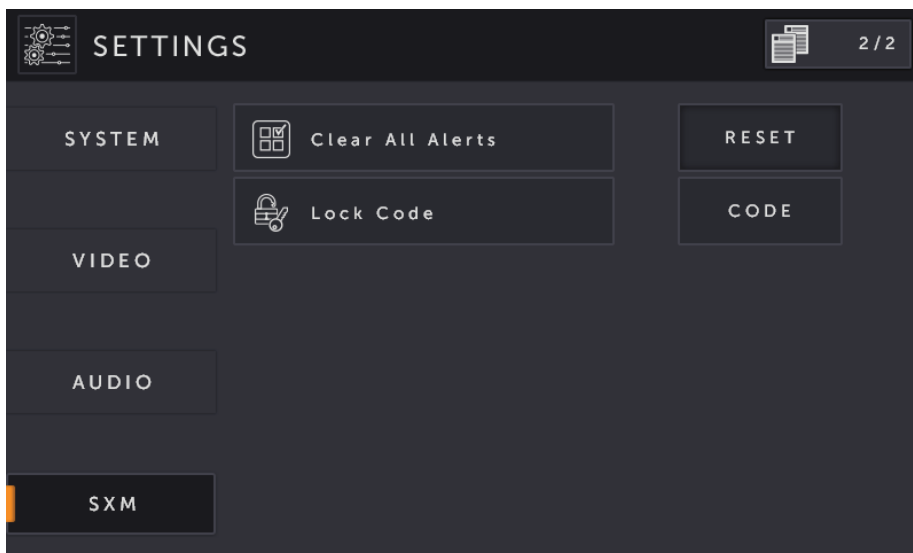 SETTINGS
2/2
SYSTEM
Clear All Alerts
RESET
Lock Code
CODE
VIDEO
AUDIO
SXM